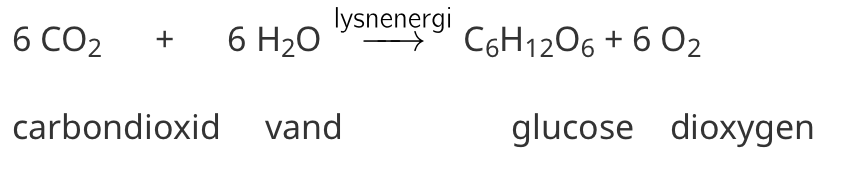 lysnenergi
6 CO₂ + 6 H₂O ⟶ C₆H₁₂O₆ + 6 O₂
carbondioxid vand glucose dioxygen